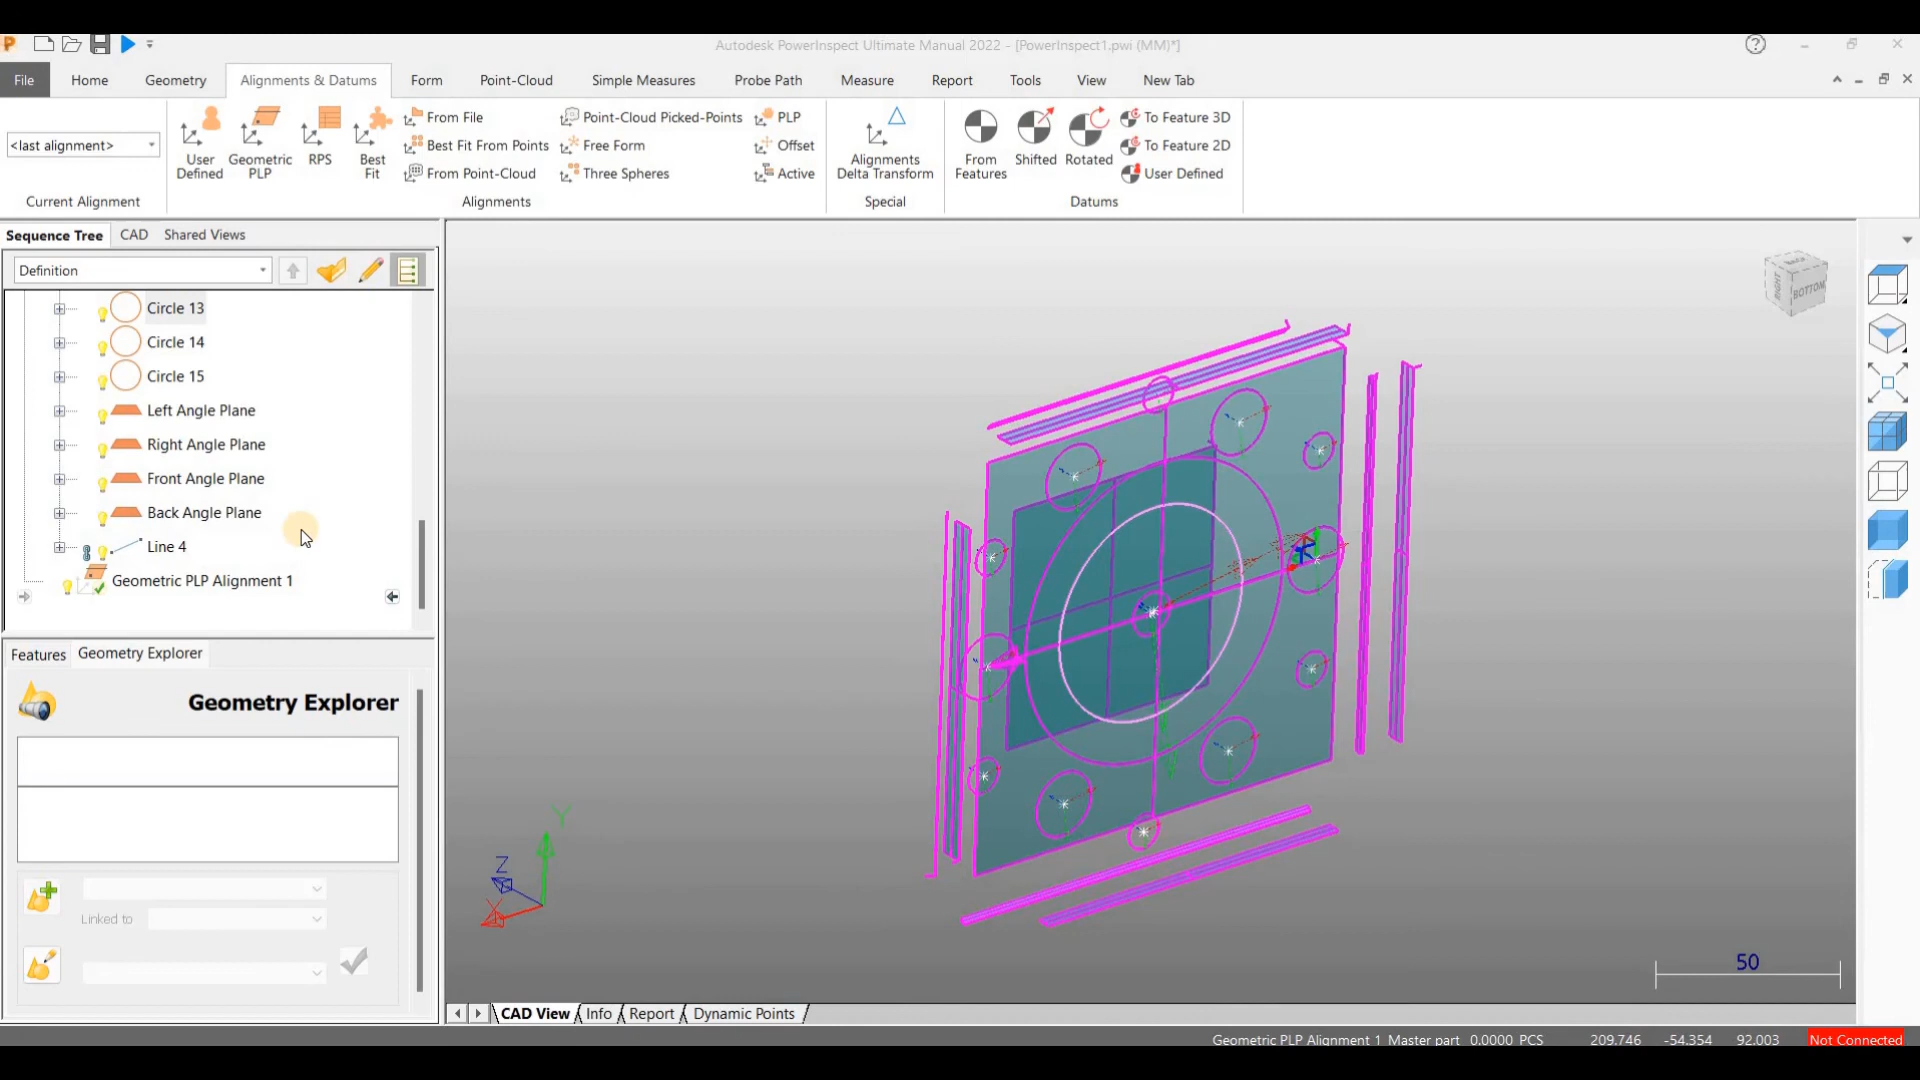 Autodesk PowerInspect Ultimate Manual 2022 - [PowerInspect1.pwi (MM)*]
File Home Geometry Alignments & Datums Form Point-Cloud Simple Measures Probe Path Measure Report Tools View New Tab
<last alignment>
Current Alignment
User Defined
Geometric PLP
RPS
Best Fit
From File
Best Fit From Points
From Point-Cloud
Point-Cloud Picked-Points
Free Form
Three Spheres
PLP
Offset
Active
Alignments
Alignments Delta Transform
Special
From Features
Shifted
Rotated
To Feature 3D
To Feature 2D
User Defined
Datums
Sequence Tree CAD Shared Views
Definition
Circle 13
Circle 14
Circle 15
Left Angle Plane
Right Angle Plane
Front Angle Plane
Back Angle Plane
Line 4
Geometric PLP Alignment 1
Features Geometry Explorer
Geometry Explorer
Linked to
RIGHT
BACK
BOTTOM
Y
Z
X
50
CAD View Info Report Dynamic Points
Geometric PLP Alignment 1 Master part 0.0000 PCS 209.746 -54.354 92.003 Not Connected